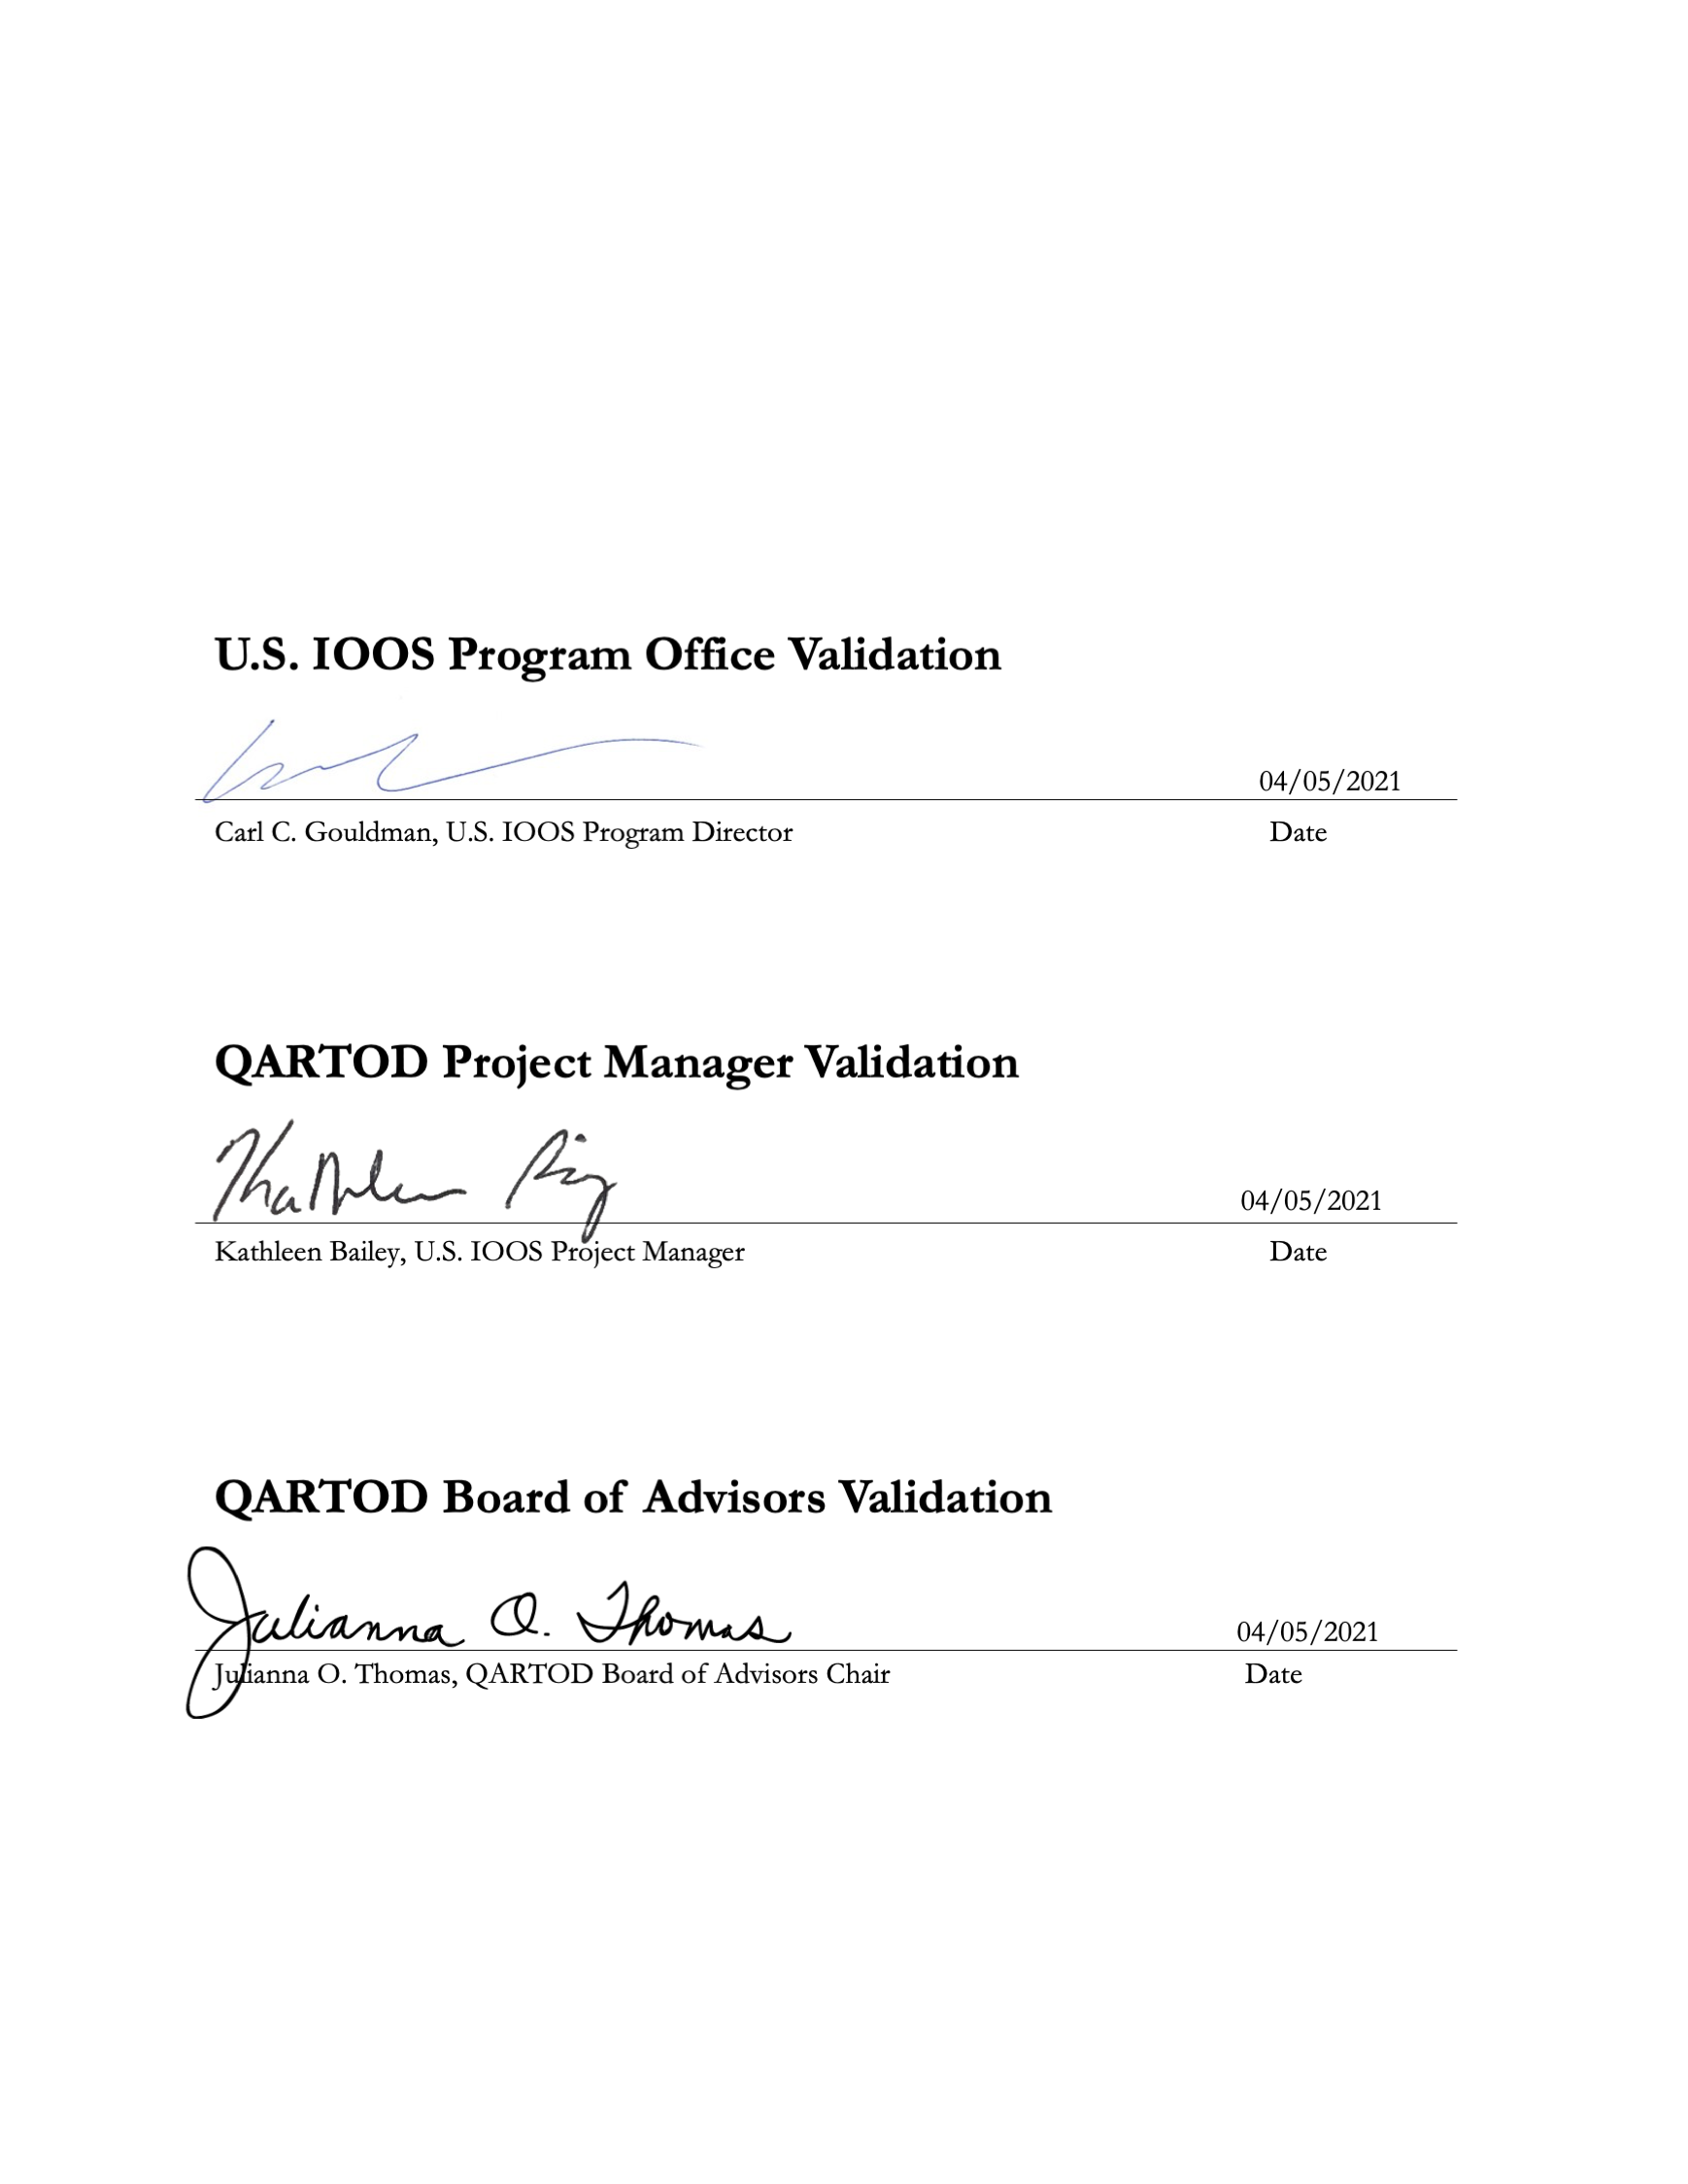 U.S. IOOS Program Office Validation
04/05/2021
Carl C. Gouldman, U.S. IOOS Program Director Date
QARTOD Project Manager Validation
Kathleen 04/05/2021
Kathleen Bailey, U.S. IOOS Project Manager Date
QARTOD Board of Advisors Validation
Julianna O. Thomas 04/05/2021
Julianna O. Thomas, QARTOD Board of Advisors Chair Date